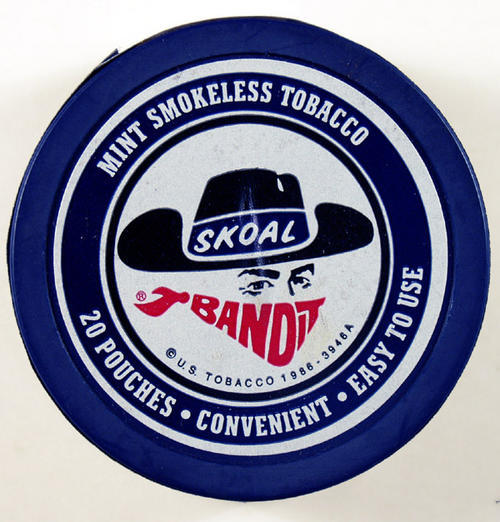 MINT SMOKELESS TOBACCO
SKOAL
® BANDIT
© U.S. TOBACCO 1986-3946A
20 POUCHES • CONVENIENT • EASY TO USE